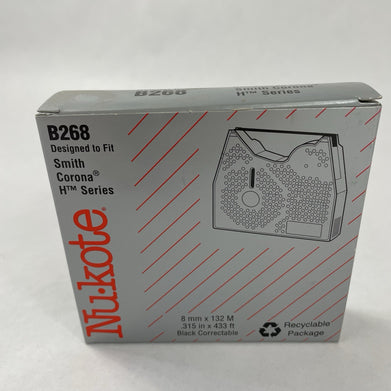 B268
Smith Corona
H™ Series
B268
Designed to Fit
Smith
Corona®
H™ Series
Nu·kote®
8 mm x 132 M
.315 in x 433 ft
Black Correctable
Recyclable
Package